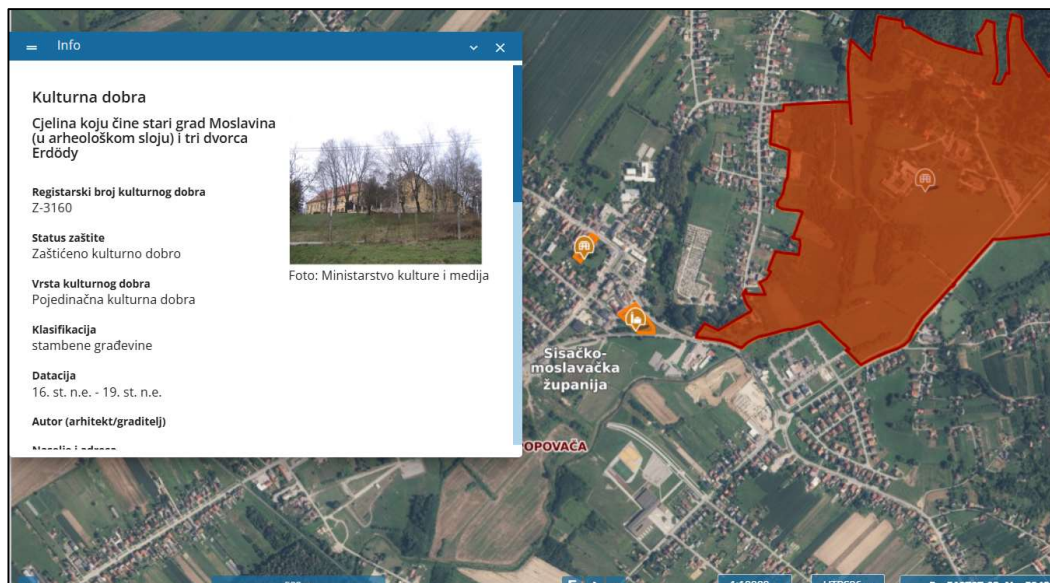 Info
Kulturna dobra
Cjelina koju čine stari grad Moslavina
(u arheološkom sloju) i tri dvorca
Erdödy
Registarski broj kulturnog dobra
Z-3160
Status zaštite
Zaštićeno kulturno dobro
Vrsta kulturnog dobra
Pojedinačna kulturna dobra
Klasifikacija
stambene građevine
Datacija
16. st. n.e. - 19. st. n.e.
Autor (arhitekt/graditelj)
Foto: Ministarstvo kulture i medija
Sisačko-
moslavačka
županija
POPOVAČA